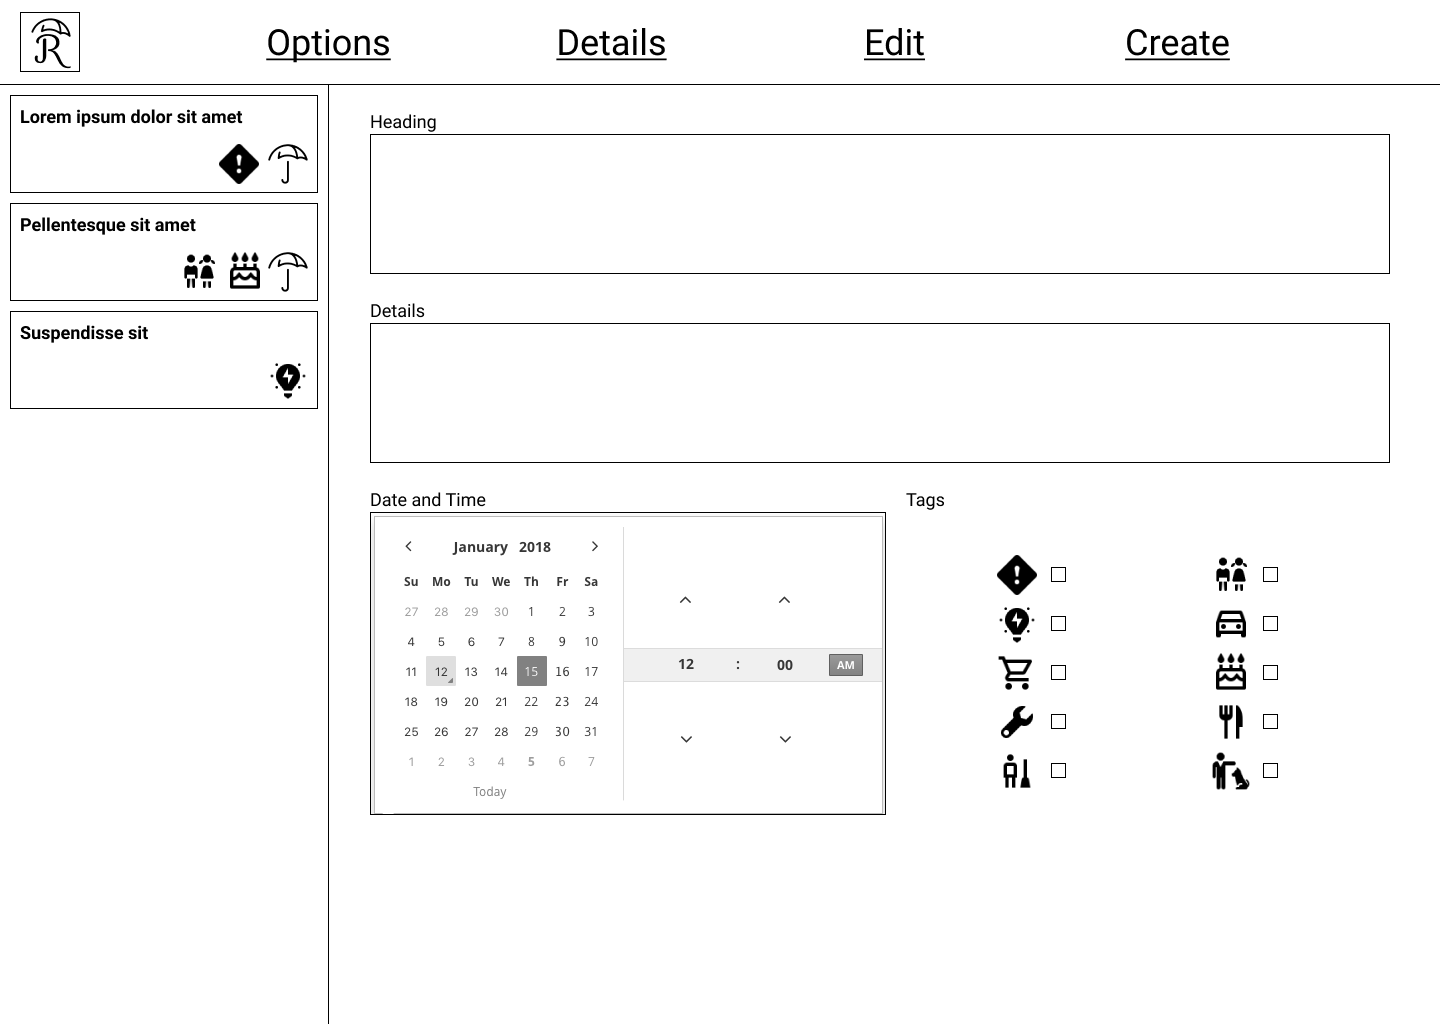 R
Options Details Edit Create
Lorem ipsum dolor sit amet
Pellentesque sit amet
Suspendisse sit
Heading
Details
Date and Time
January 2018
Su Mo Tu We Th Fr Sa
27 28 29 30 1 2 3
4 5 6 7 8 9 10
11 12 13 14 15 16 17
18 19 20 21 22 23 24
25 26 27 28 29 30 31
1 2 3 4 5 6 7
Today
12 : 00 AM
Tags